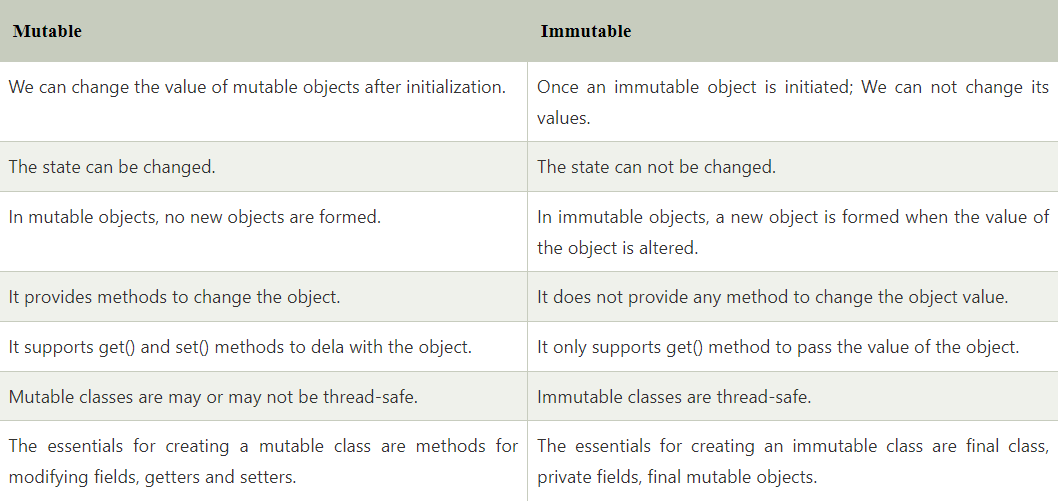 Mutable
Immutable
We can change the value of mutable objects after initialization.
Once an immutable object is initiated; We can not change its
values.
The state can be changed.
The state can not be changed.
In mutable objects, no new objects are formed.
In immutable objects, a new object is formed when the value of
the object is altered.
It provides methods to change the object.
It does not provide any method to change the object value.
It supports get() and set() methods to dela with the object.
It only supports get() method to pass the value of the object.
Mutable classes are may or may not be thread-safe.
Immutable classes are thread-safe.
The essentials for creating a mutable class are methods for
modifying fields, getters and setters.
The essentials for creating an immutable class are final class,
private fields, final mutable objects.